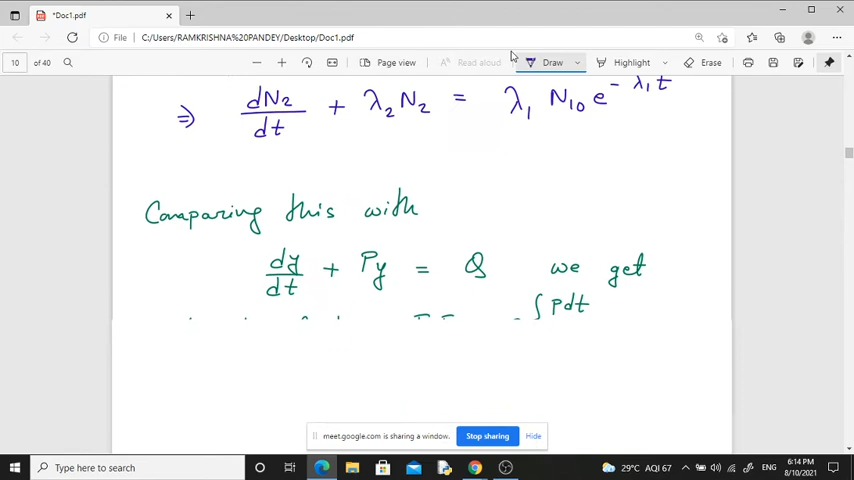 *Doc1.pdf
File C:/Users/RAMKRISHNA%20PANDEY/Desktop/Doc1.pdf
10 of 40 Page view Read aloud Draw Highlight Erase
⇒ dN₂/dt + λ₂N₂ = λ₁ N₁₀ e^(-λ₁t)
Comparing this with
dy/dt + Py = Q we get
∫Pdt
meet.google.com is sharing a window. Stop sharing Hide
Type here to search
29°C AQI 67 ENG 6:14 PM
8/10/2021